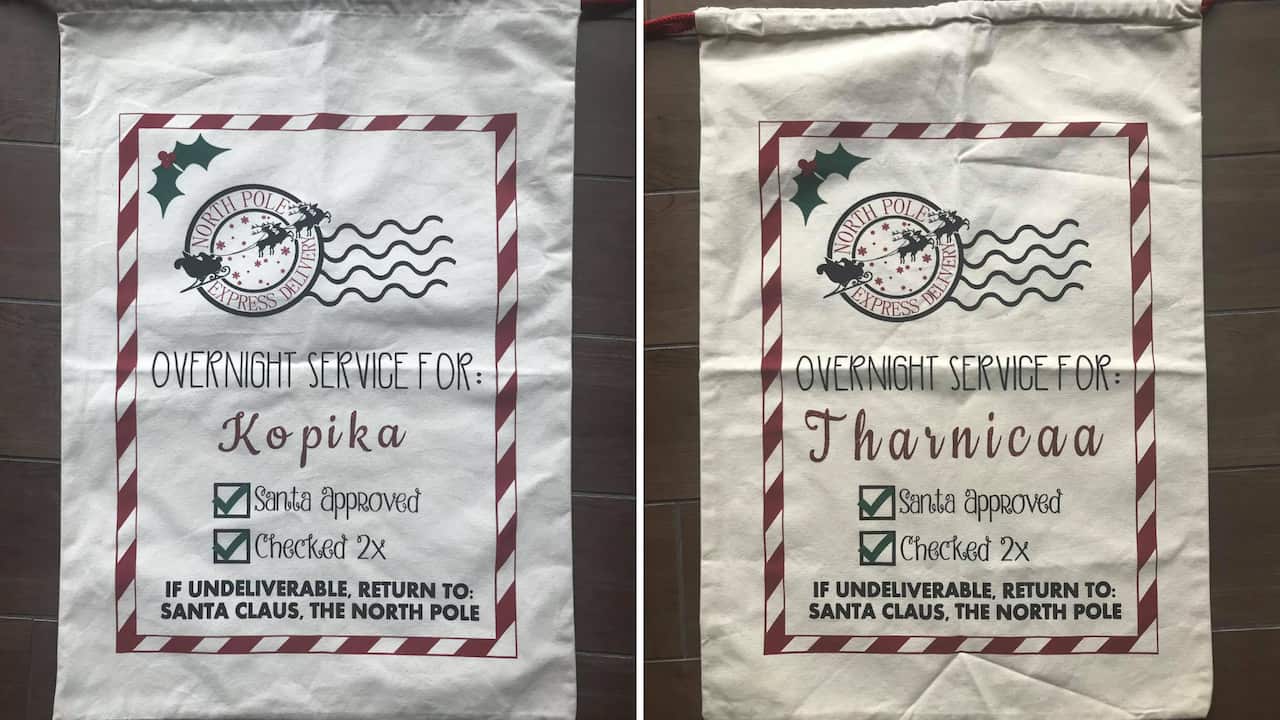 NORTH POLE
EXPRESS DELIVERY
OVERNIGHT SERVICE FOR:
Kopika
Santa Approved
Checked 2x
IF UNDELIVERABLE, RETURN TO:
SANTA CLAUS, THE NORTH POLE
NORTH POLE
EXPRESS DELIVERY
OVERNIGHT SERVICE FOR:
Tharnicaa
Santa Approved
Checked 2x
IF UNDELIVERABLE, RETURN TO:
SANTA CLAUS, THE NORTH POLE